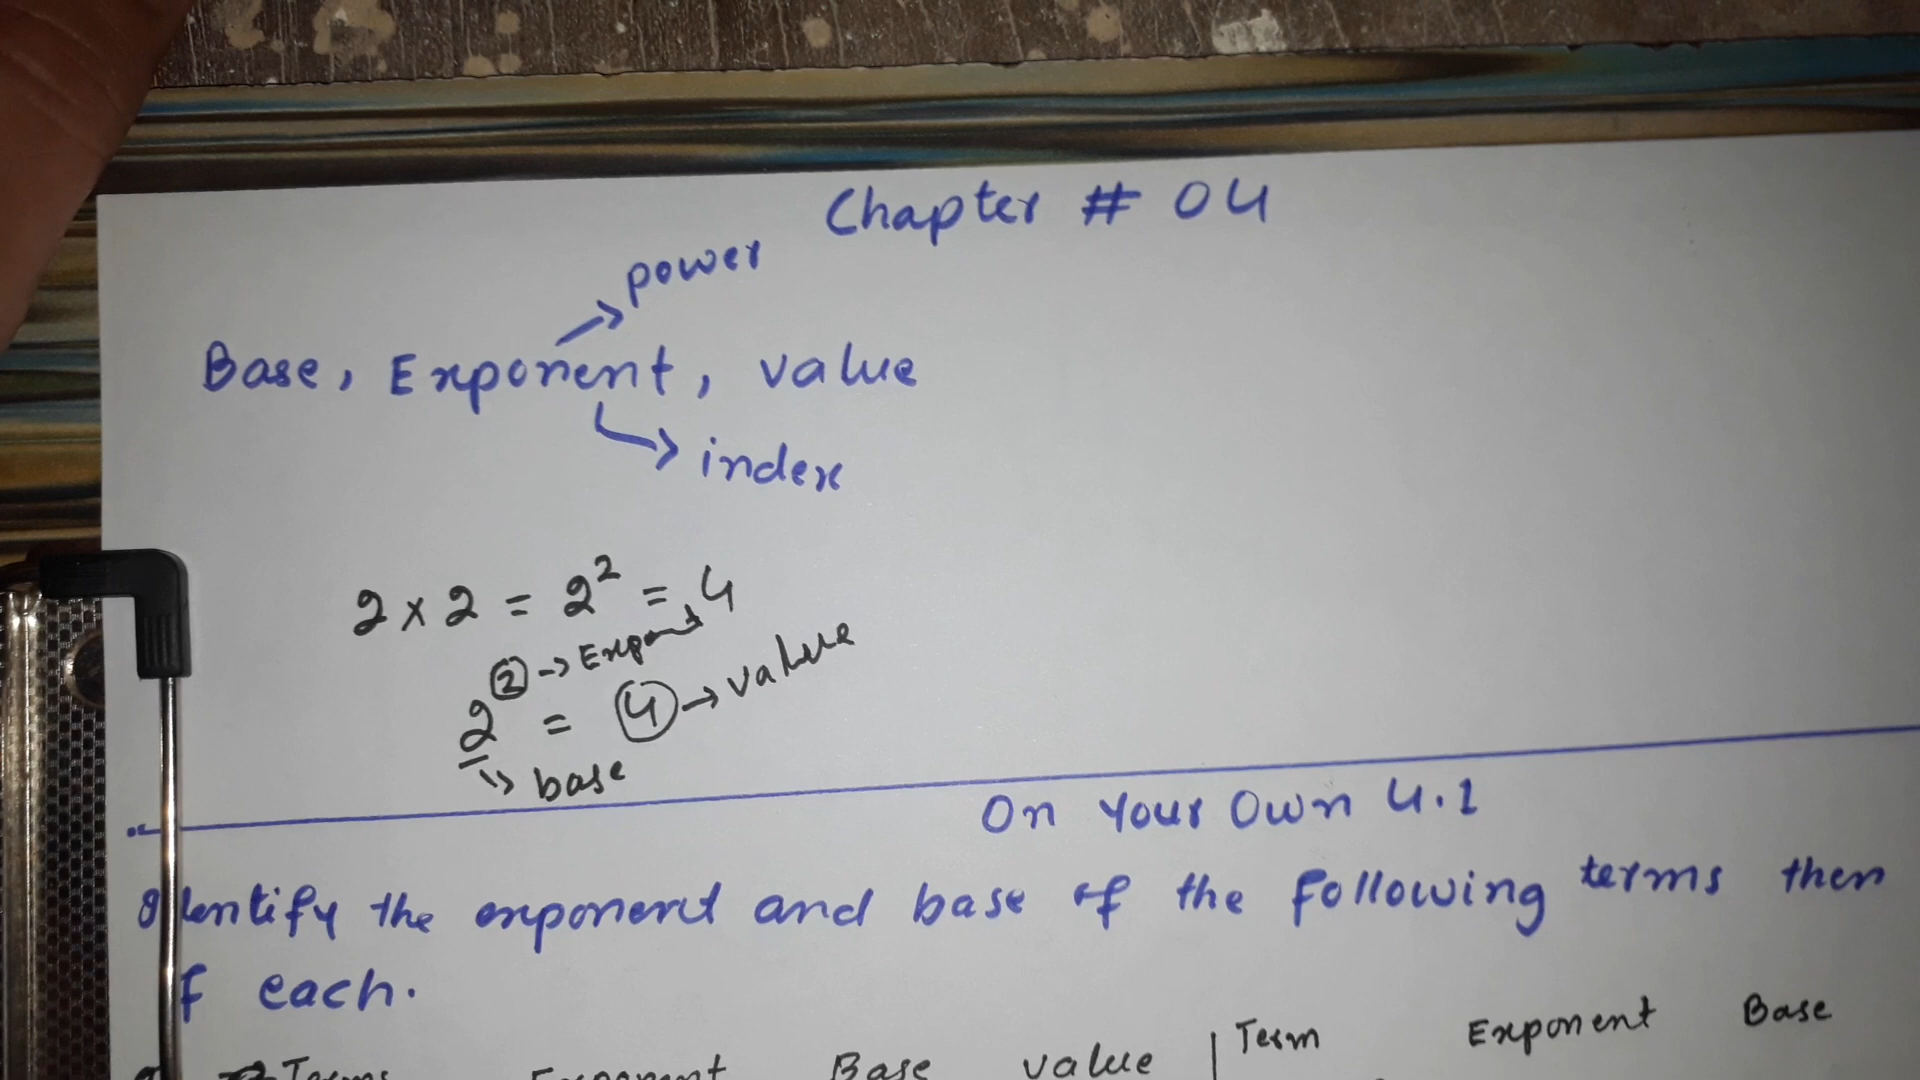 Chapter # 04
power
Base, Exponent, value
index
2 x 2 = 2² = 4
② -> Exponent
2 = ④ -> value
base
On Your Own 4.1
Identify the exponent and base of the following terms then
of each.
Term Exponent Base
Terms Exponent Base value